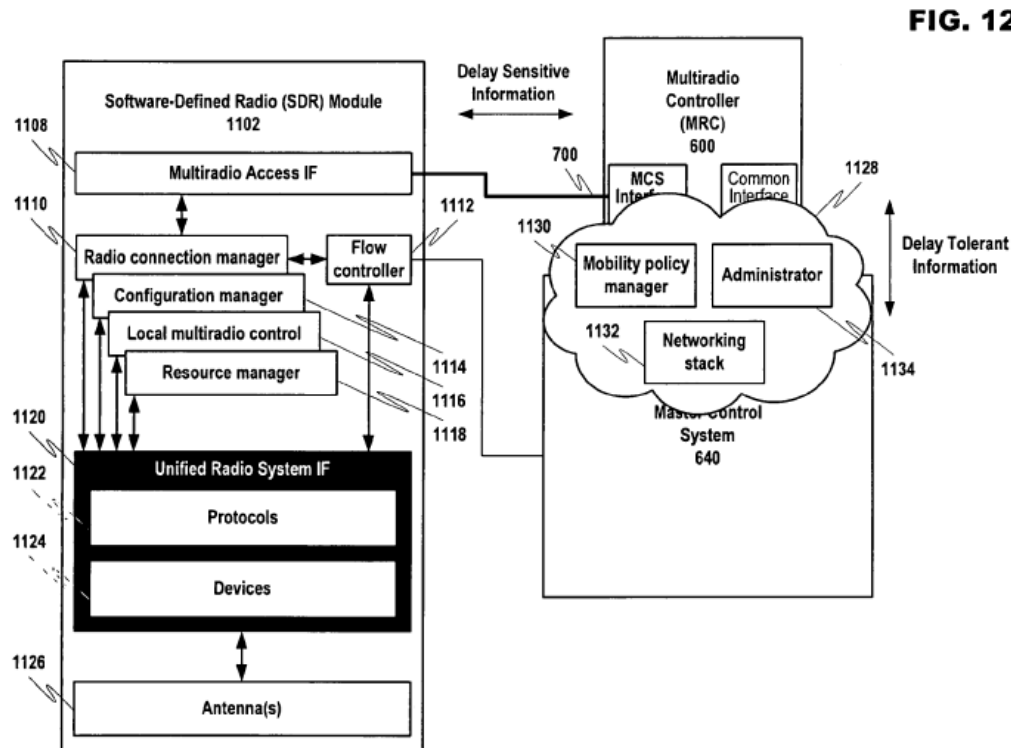 FIG. 12
Software-Defined Radio (SDR) Module
1102
1108
Multiradio Access IF
1110
Radio connection manager
1112
Flow
controller
Configuration manager
Local multiradio control
Resource manager
1114
1116
1118
1120
Unified Radio System IF
1122
Protocols
1124
Devices
1126
Antenna(s)
Delay Sensitive
Information
700
Multiradio
Controller
(MRC)
600
MCS
Common
Interface
1128
1130
Mobility policy
manager
Administrator
Delay Tolerant
Information
1132
Networking
stack
1134
Control
System
640